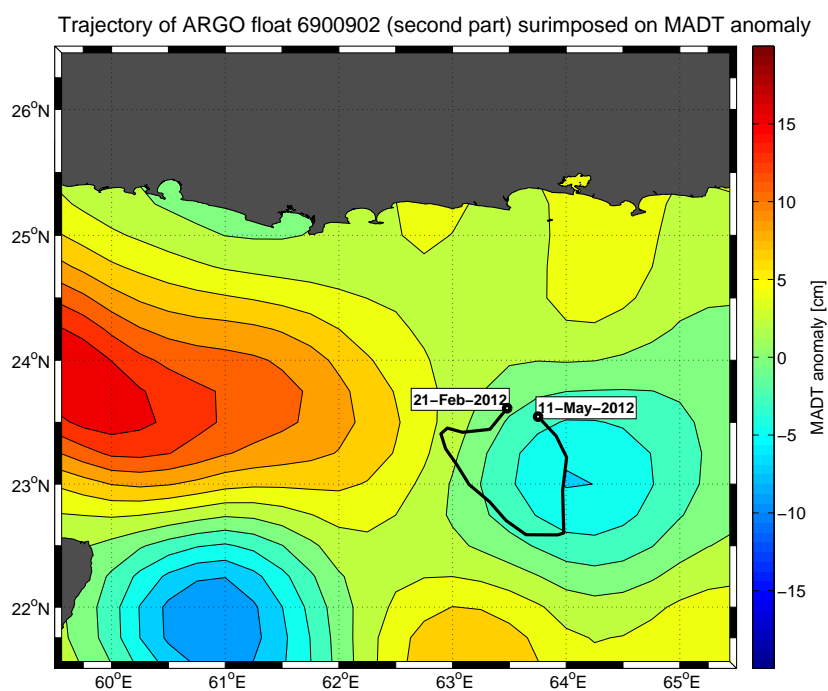 Trajectory of ARGO float 6900902 (second part) surimposed on MADT anomaly
26°N
25°N
24°N
23°N
22°N
60°E
61°E
62°E
63°E
64°E
65°E
21−Feb−2012
11−May−2012
15
10
5
0
−5
−10
−15
MADT anomaly [cm]